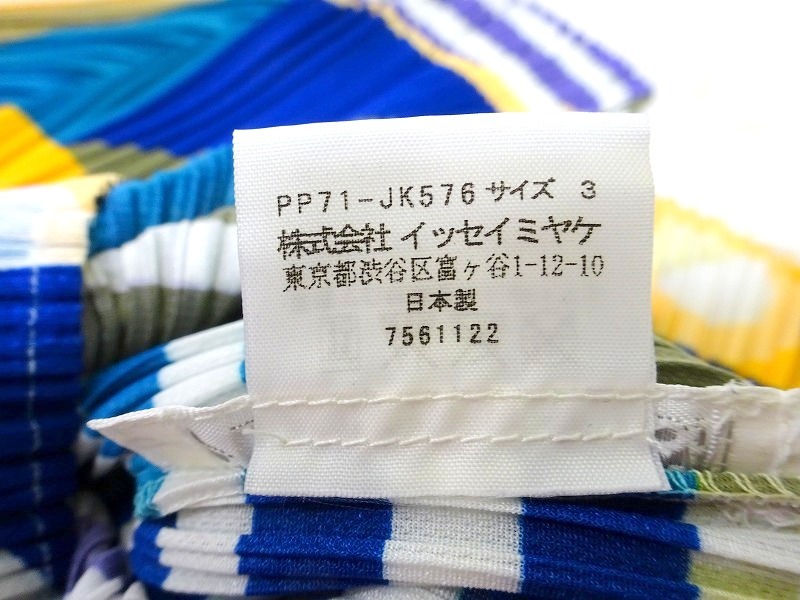 PP71-JK576 サイズ 3
株式会社 イッセイミヤケ
東京都渋谷区富ヶ谷1-12-10
日本製
7561122